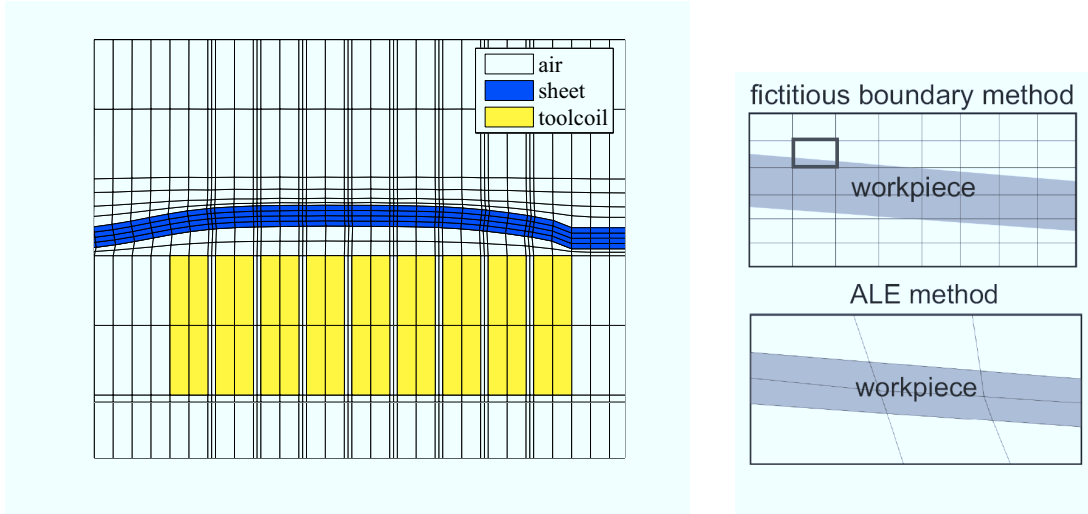 air
sheet
toolcoil
fictitious boundary method
workpiece
ALE method
workpiece